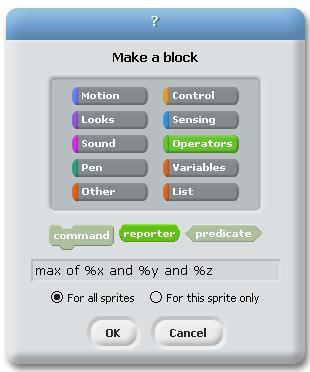 ?
Make a block
Motion Control
Looks Sensing
Sound Operators
Pen Variables
Other List
command reporter predicate
max of %x and %y and %z
For all sprites For this sprite only
OK Cancel